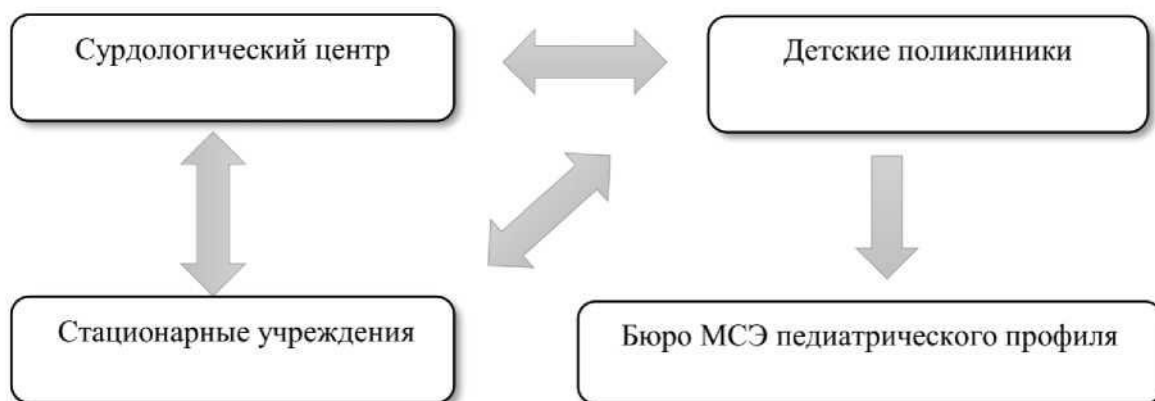 Сурдологический центр
Детские поликлиники
Стационарные учреждения
Бюро МСЭ педиатрического профиля